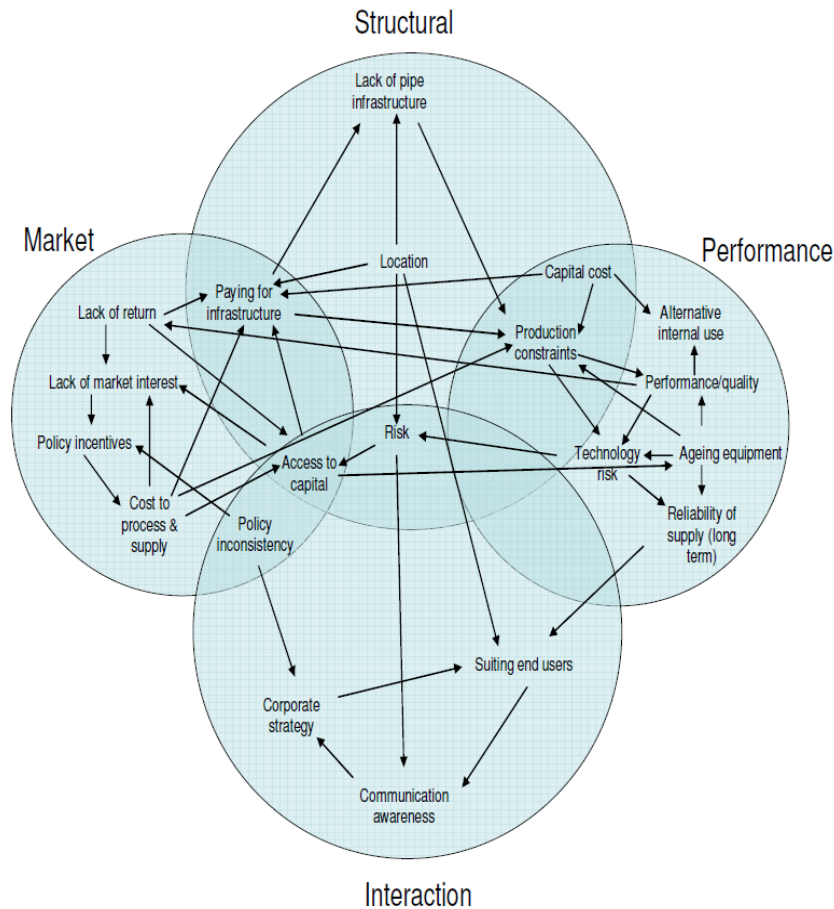 Structural
Lack of pipe
infrastructure
Market
Performance
Location
Capital cost
Paying for
infrastructure
Lack of return
Alternative
internal use
Production
constraints
Lack of market interest
Performance/quality
Policy incentives
Risk
Access to
capital
Technology
risk
Ageing equipment
Cost to
process &
supply
Policy
inconsistency
Reliability of
supply (long
term)
Suiting end users
Corporate
strategy
Communication
awareness
Interaction